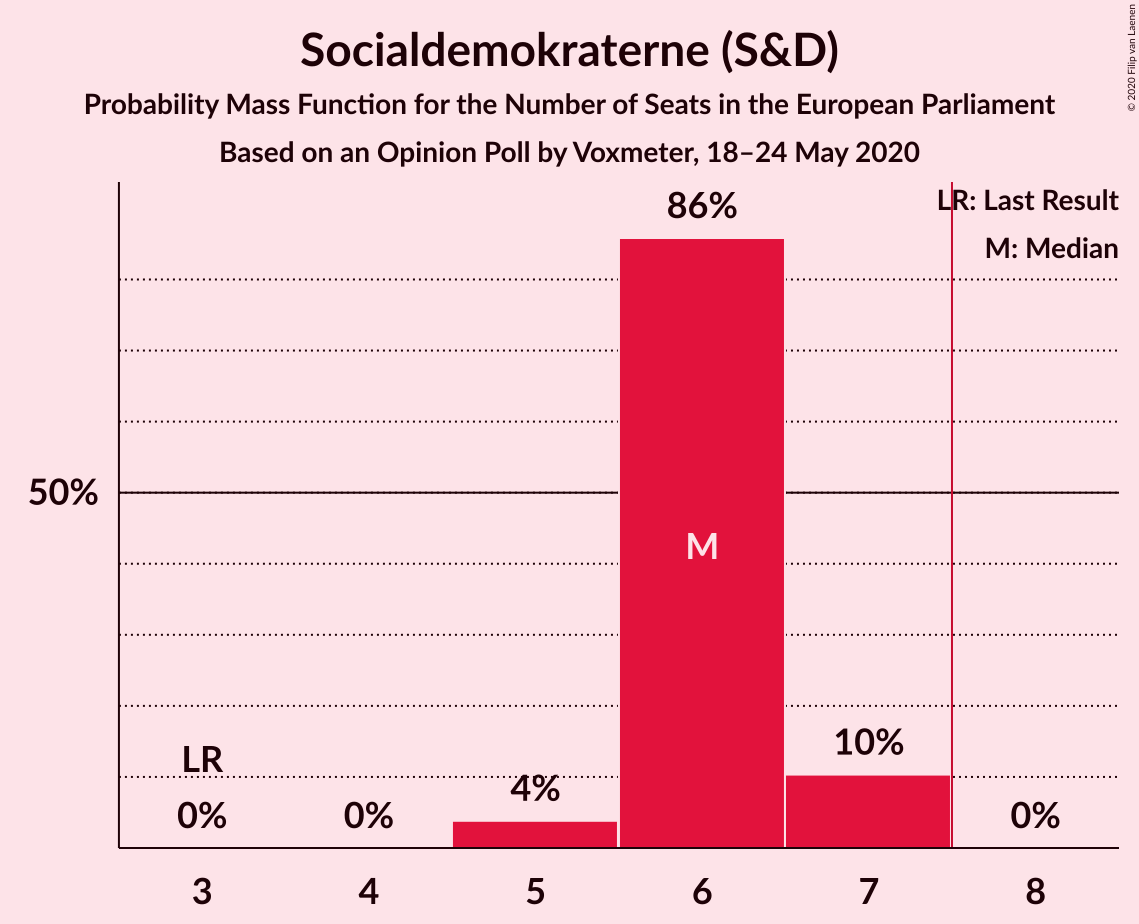 Socialdemokraterne (S&D)
Probability Mass Function for the Number of Seats in the European Parliament
Based on an Opinion Poll by Voxmeter, 18–24 May 2020
© 2020 Filip van Laenen
LR: Last Result
M: Median
86%
50%
M
LR
10%
4%
0%
0%
0%
3 4 5 6 7 8